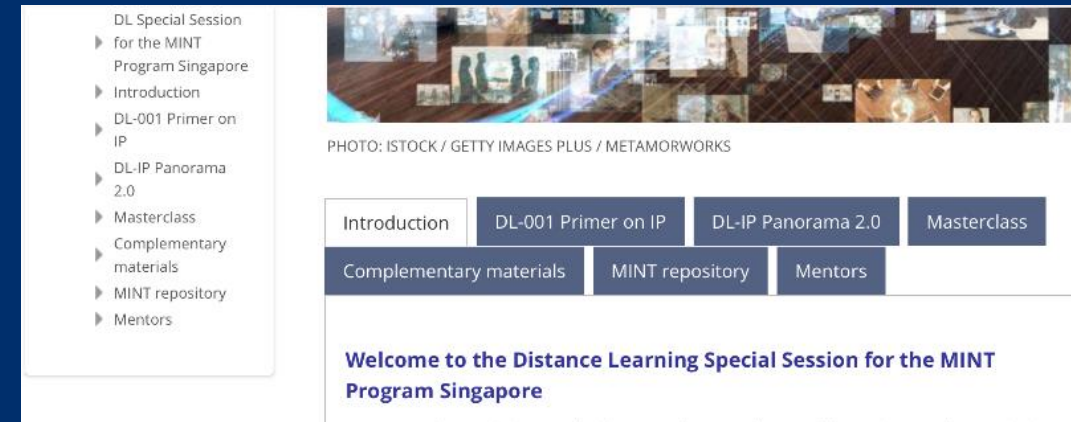 DL Special Session
for the MINT
Program Singapore
Introduction
DL-001 Primer on
IP
DL-IP Panorama
2.0
Masterclass
Complementary
materials
MINT repository
Mentors
PHOTO: ISTOCK / GETTY IMAGES PLUS / METAMORWORKS
Introduction DL-001 Primer on IP DL-IP Panorama 2.0 Masterclass
Complementary materials MINT repository Mentors
Welcome to the Distance Learning Special Session for the MINT
Program Singapore